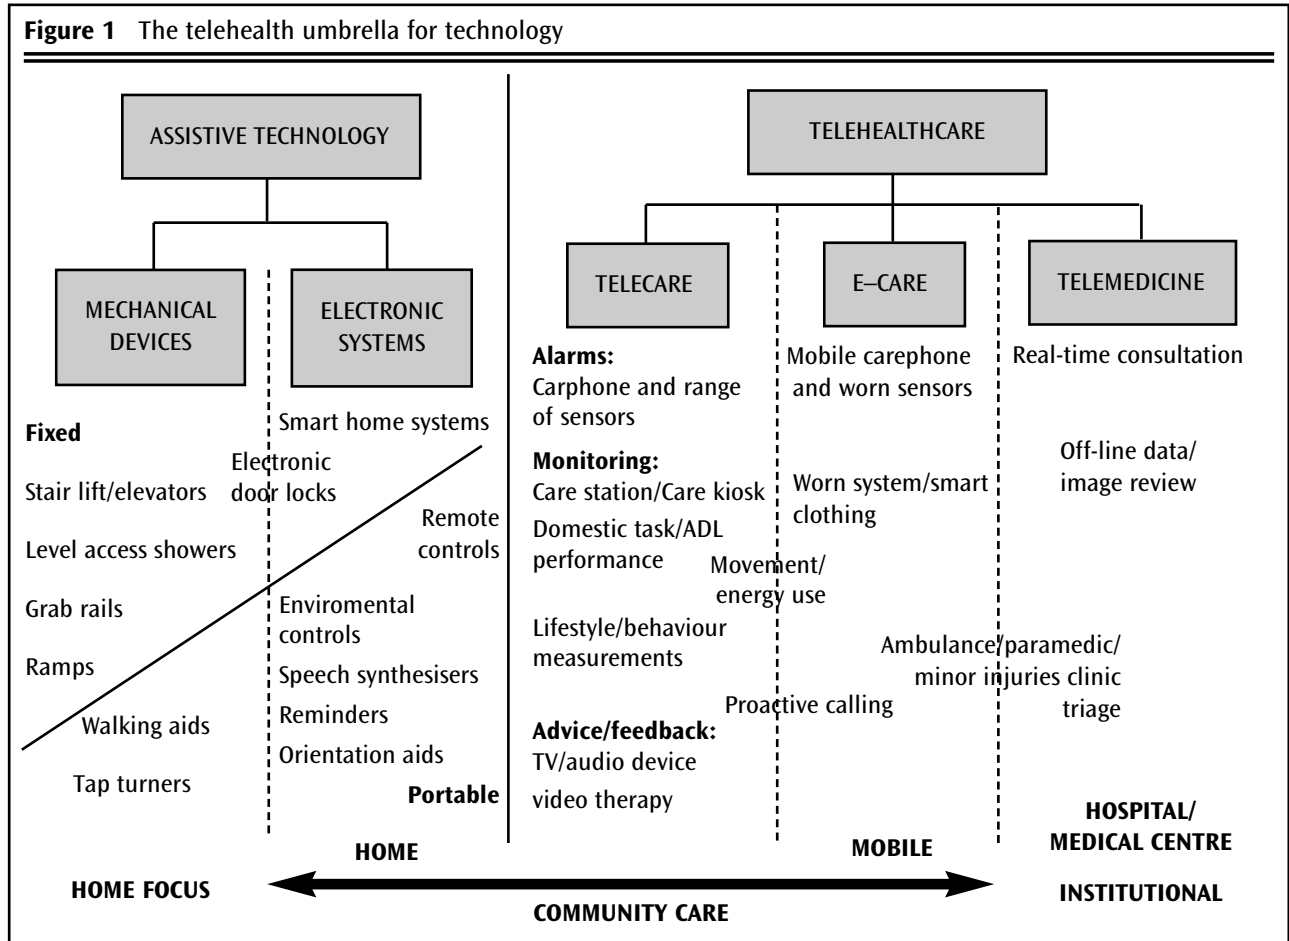 Figure 1 The telehealth umbrella for technology
ASSISTIVE TECHNOLOGY
MECHANICAL
DEVICES
ELECTRONIC
SYSTEMS
Fixed
Stair lift/elevators
Level access showers
Grab rails
Ramps
Walking aids
Tap turners
Smart home systems
Electronic
door locks
Remote
controls
Enviromental
controls
Speech synthesisers
Reminders
Orientation aids
Portable
TELEHEALTHCARE
TELECARE
E–CARE
TELEMEDICINE
Alarms:
Carphone and range
of sensors
Monitoring:
Care station/Care kiosk
Domestic task/ADL
performance
Movement/
energy use
Lifestyle/behaviour
measurements
Proactive calling
Advice/feedback:
TV/audio device
video therapy
Mobile carephone
and worn sensors
Worn system/smart
clothing
Real-time consultation
Off-line data/
image review
Ambulance/paramedic/
minor injuries clinic
triage
HOME
MOBILE
HOSPITAL/
MEDICAL CENTRE
HOME FOCUS
COMMUNITY CARE
INSTITUTIONAL